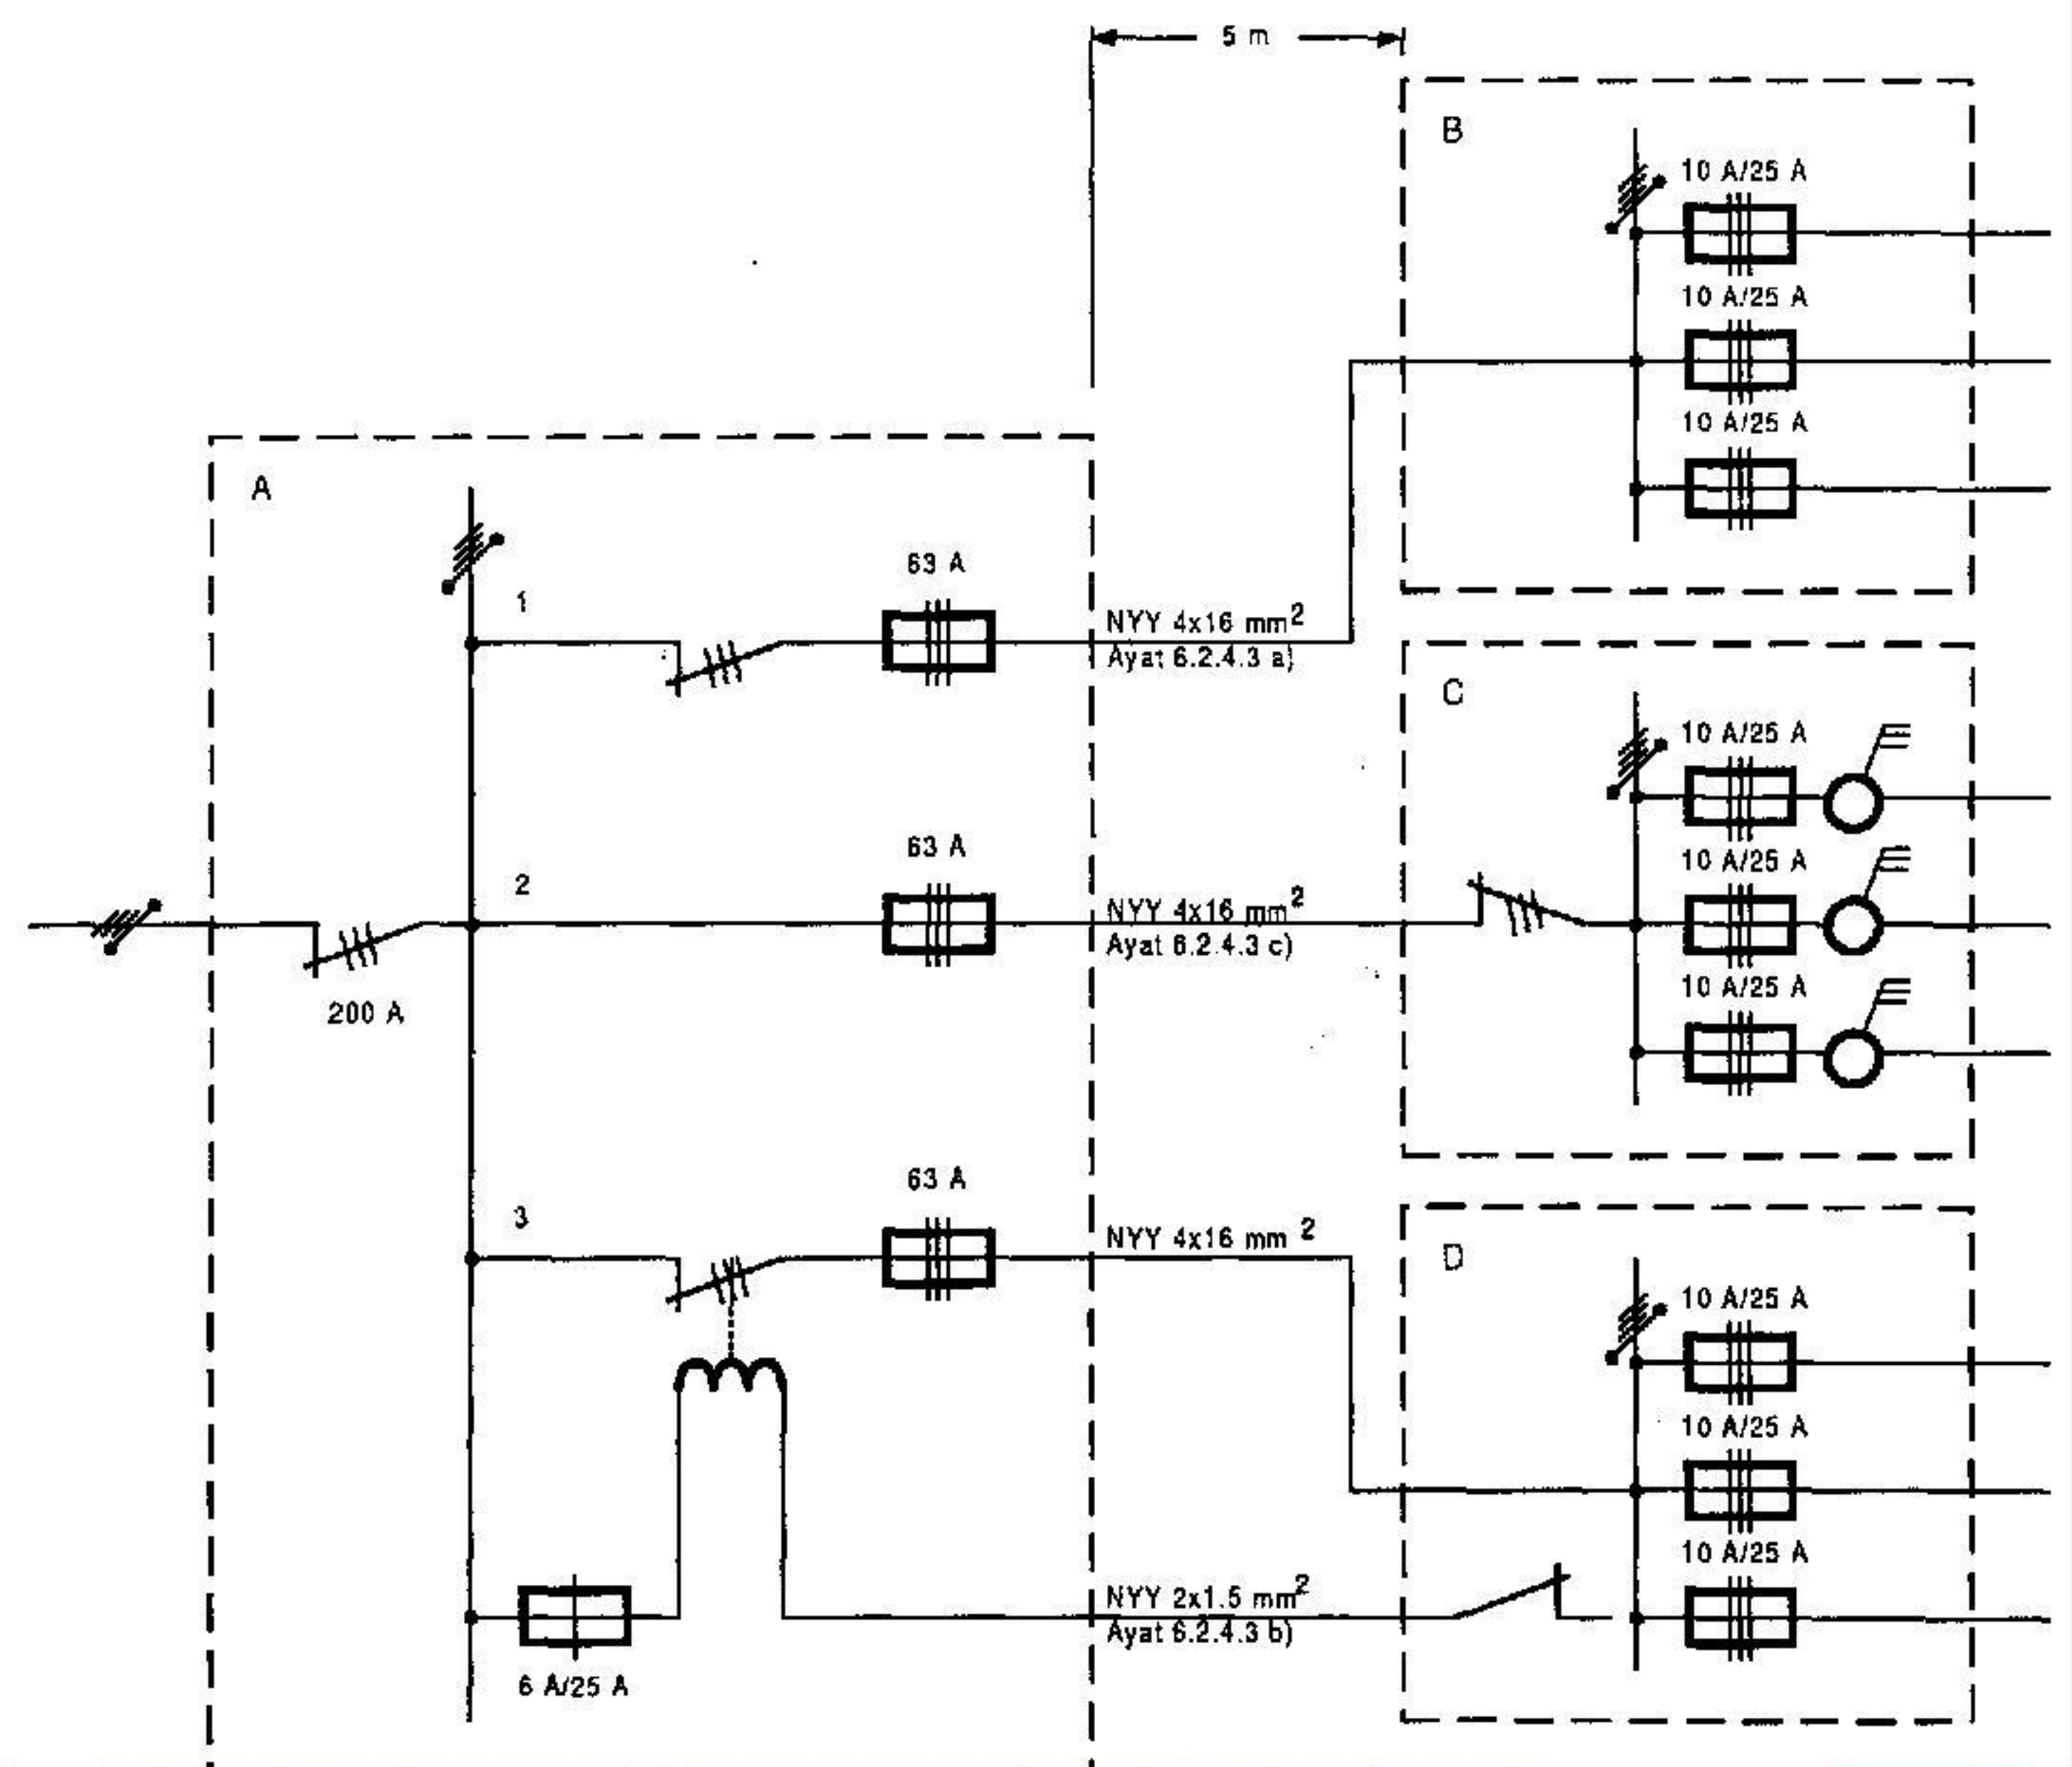 5 m
B
10 A/25 A
10 A/25 A
10 A/25 A
A
63 A
1
NYY 4x16 mm2
Ayat 6.2.4.3 a)
C
10 A/25 A
63 A
10 A/25 A
2
NYY 4x16 mm2
Ayat 6.2.4.3 c)
10 A/25 A
200 A
63 A
3
NYY 4x16 mm 2
D
10 A/25 A
10 A/25 A
10 A/25 A
NYY 2x1.5 mm2
Ayat 6.2.4.3 b)
6 A/25 A